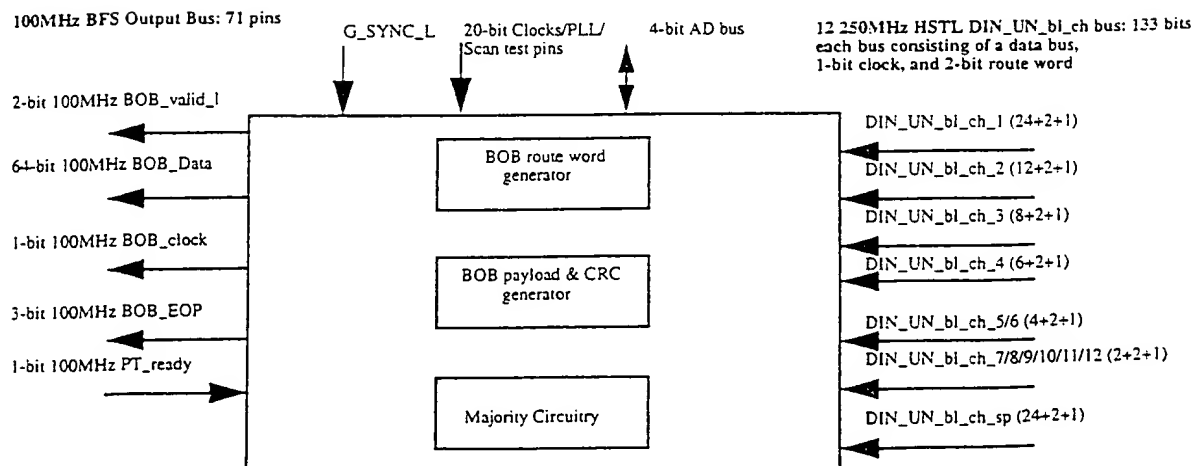 100MHz BFS Output Bus: 71 pins
G_SYNC_L
20-bit Clocks/PLL/
Scan test pins
4-bit AD bus
12 250MHz HSTL DIN_UN_bl_ch bus: 133 bits
each bus consisting of a data bus,
1-bit clock, and 2-bit route word
2-bit 100MHz BOB_valid_l
64-bit 100MHz BOB_Data
1-bit 100MHz BOB_clock
3-bit 100MHz BOB_EOP
1-bit 100MHz PT_ready
BOB route word
generator
BOB payload & CRC
generator
Majority Circuitry
DIN_UN_bl_ch_1 (24+2+1)
DIN_UN_bl_ch_2 (12+2+1)
DIN_UN_bl_ch_3 (8+2+1)
DIN_UN_bl_ch_4 (6+2+1)
DIN_UN_bl_ch_5/6 (4+2+1)
DIN_UN_bl_ch_7/8/9/10/11/12 (2+2+1)
DIN_UN_bl_ch_sp (24+2+1)